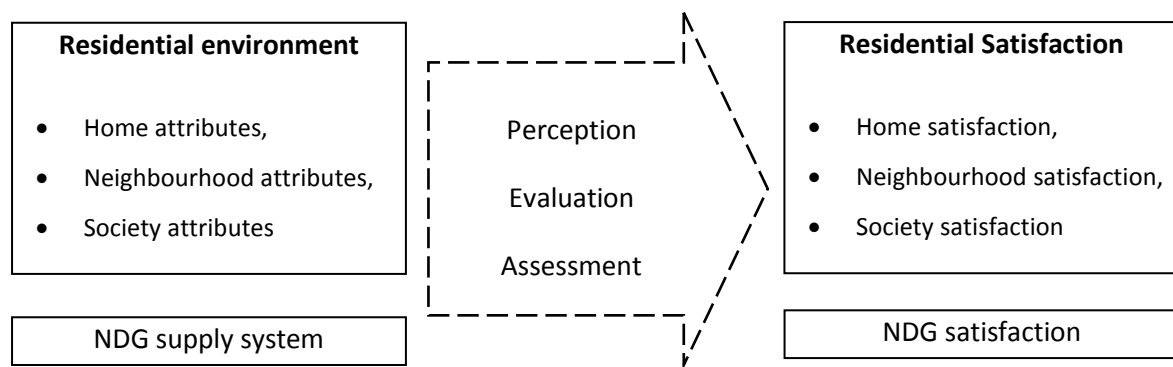 Residential environment
• Home attributes,
• Neighbourhood attributes,
• Society attributes
NDG supply system
Perception
Evaluation
Assessment
Residential Satisfaction
• Home satisfaction,
• Neighbourhood satisfaction,
• Society satisfaction
NDG satisfaction